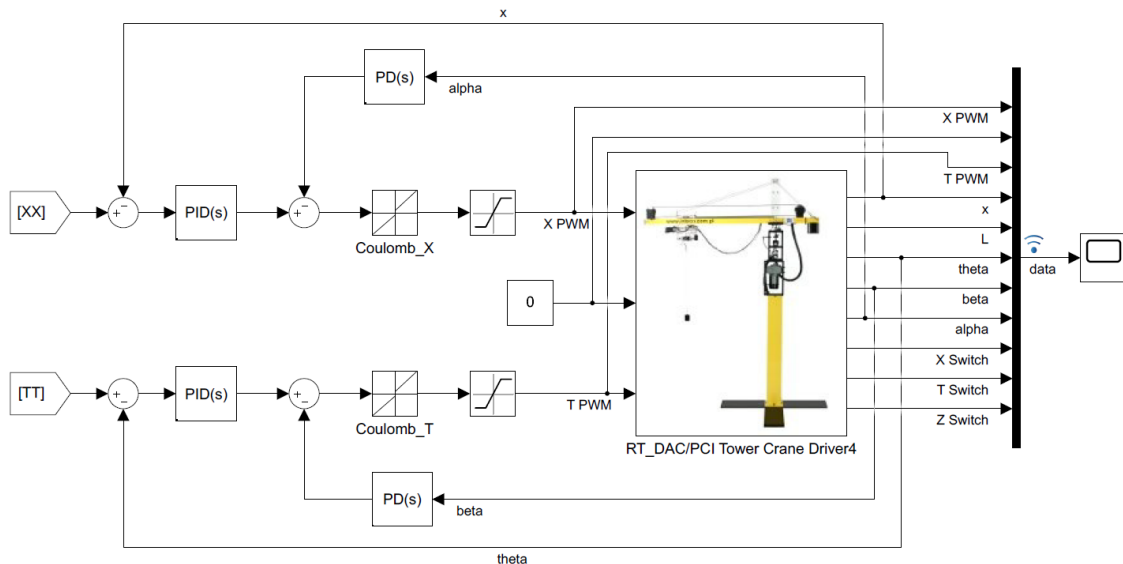 x
PD(s)
alpha
X PWM
T PWM
[XX]
+
−
PID(s)
+
−
Coulomb_X
X PWM
x
L
theta
data
beta
alpha
0
X Switch
T Switch
Z Switch
[TT]
+
−
PID(s)
+
−
Coulomb_T
T PWM
RT_DAC/PCI Tower Crane Driver4
PD(s)
beta
theta